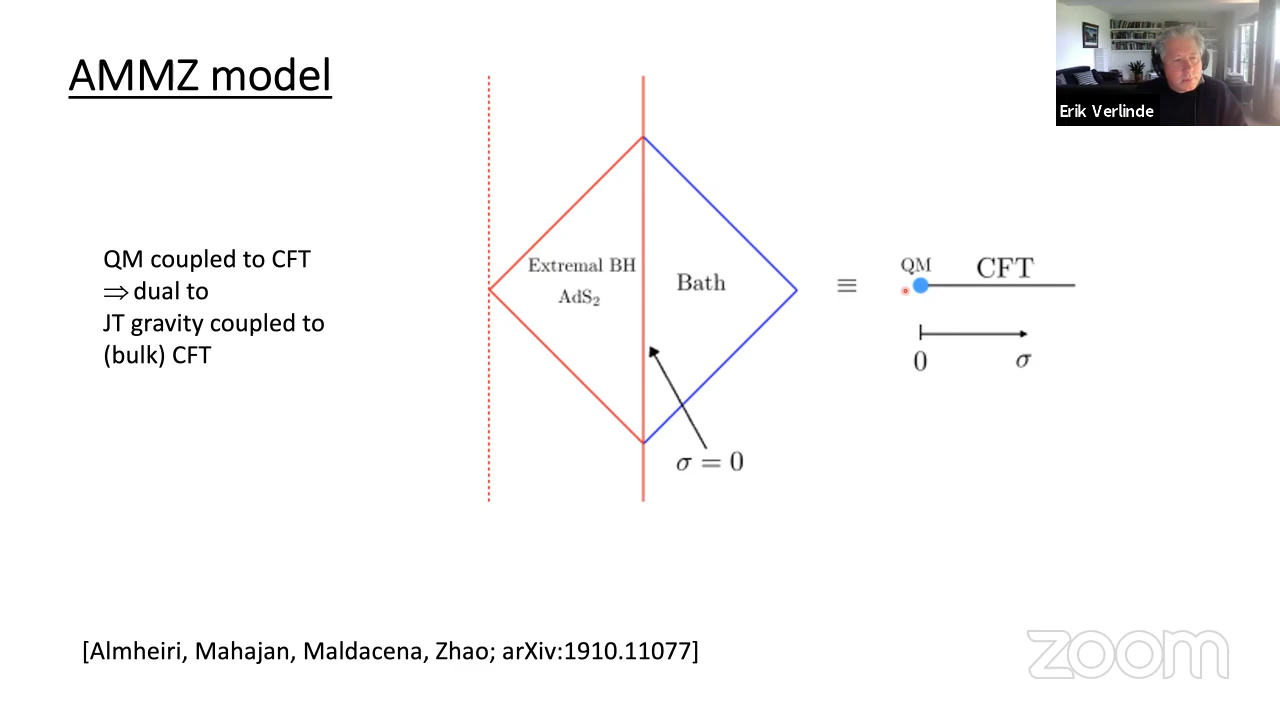 AMMZ model
Erik Verlinde
QM coupled to CFT
⇒ dual to
JT gravity coupled to
(bulk) CFT
Extremal BH
AdS₂
Bath
σ = 0
≡
QM
CFT
0
σ
[Almheiri, Mahajan, Maldacena, Zhao; arXiv:1910.11077]
zoom